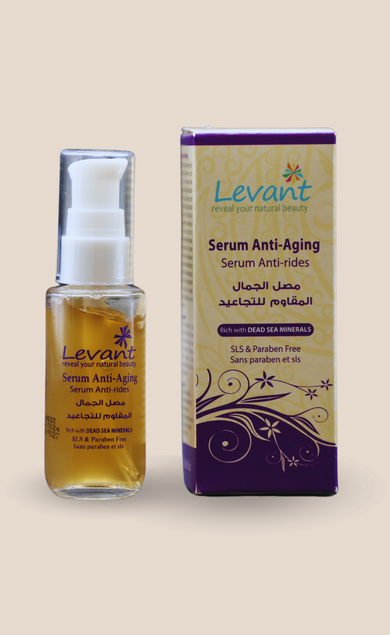 Levant
reveal your natural beauty
Serum Anti-Aging
Serum Anti-rides
مصل الجمال
المقاوم للتجاعيد
Rich with DEAD SEA MINERALS
SLS & Paraben Free
Sans paraben et sls
Levant
reveal your natural beauty
Serum Anti-Aging
Serum Anti-rides
مصل الجمال
المقاوم للتجاعيد
Rich with DEAD SEA MINERALS
SLS & Paraben Free
Sans paraben et sls